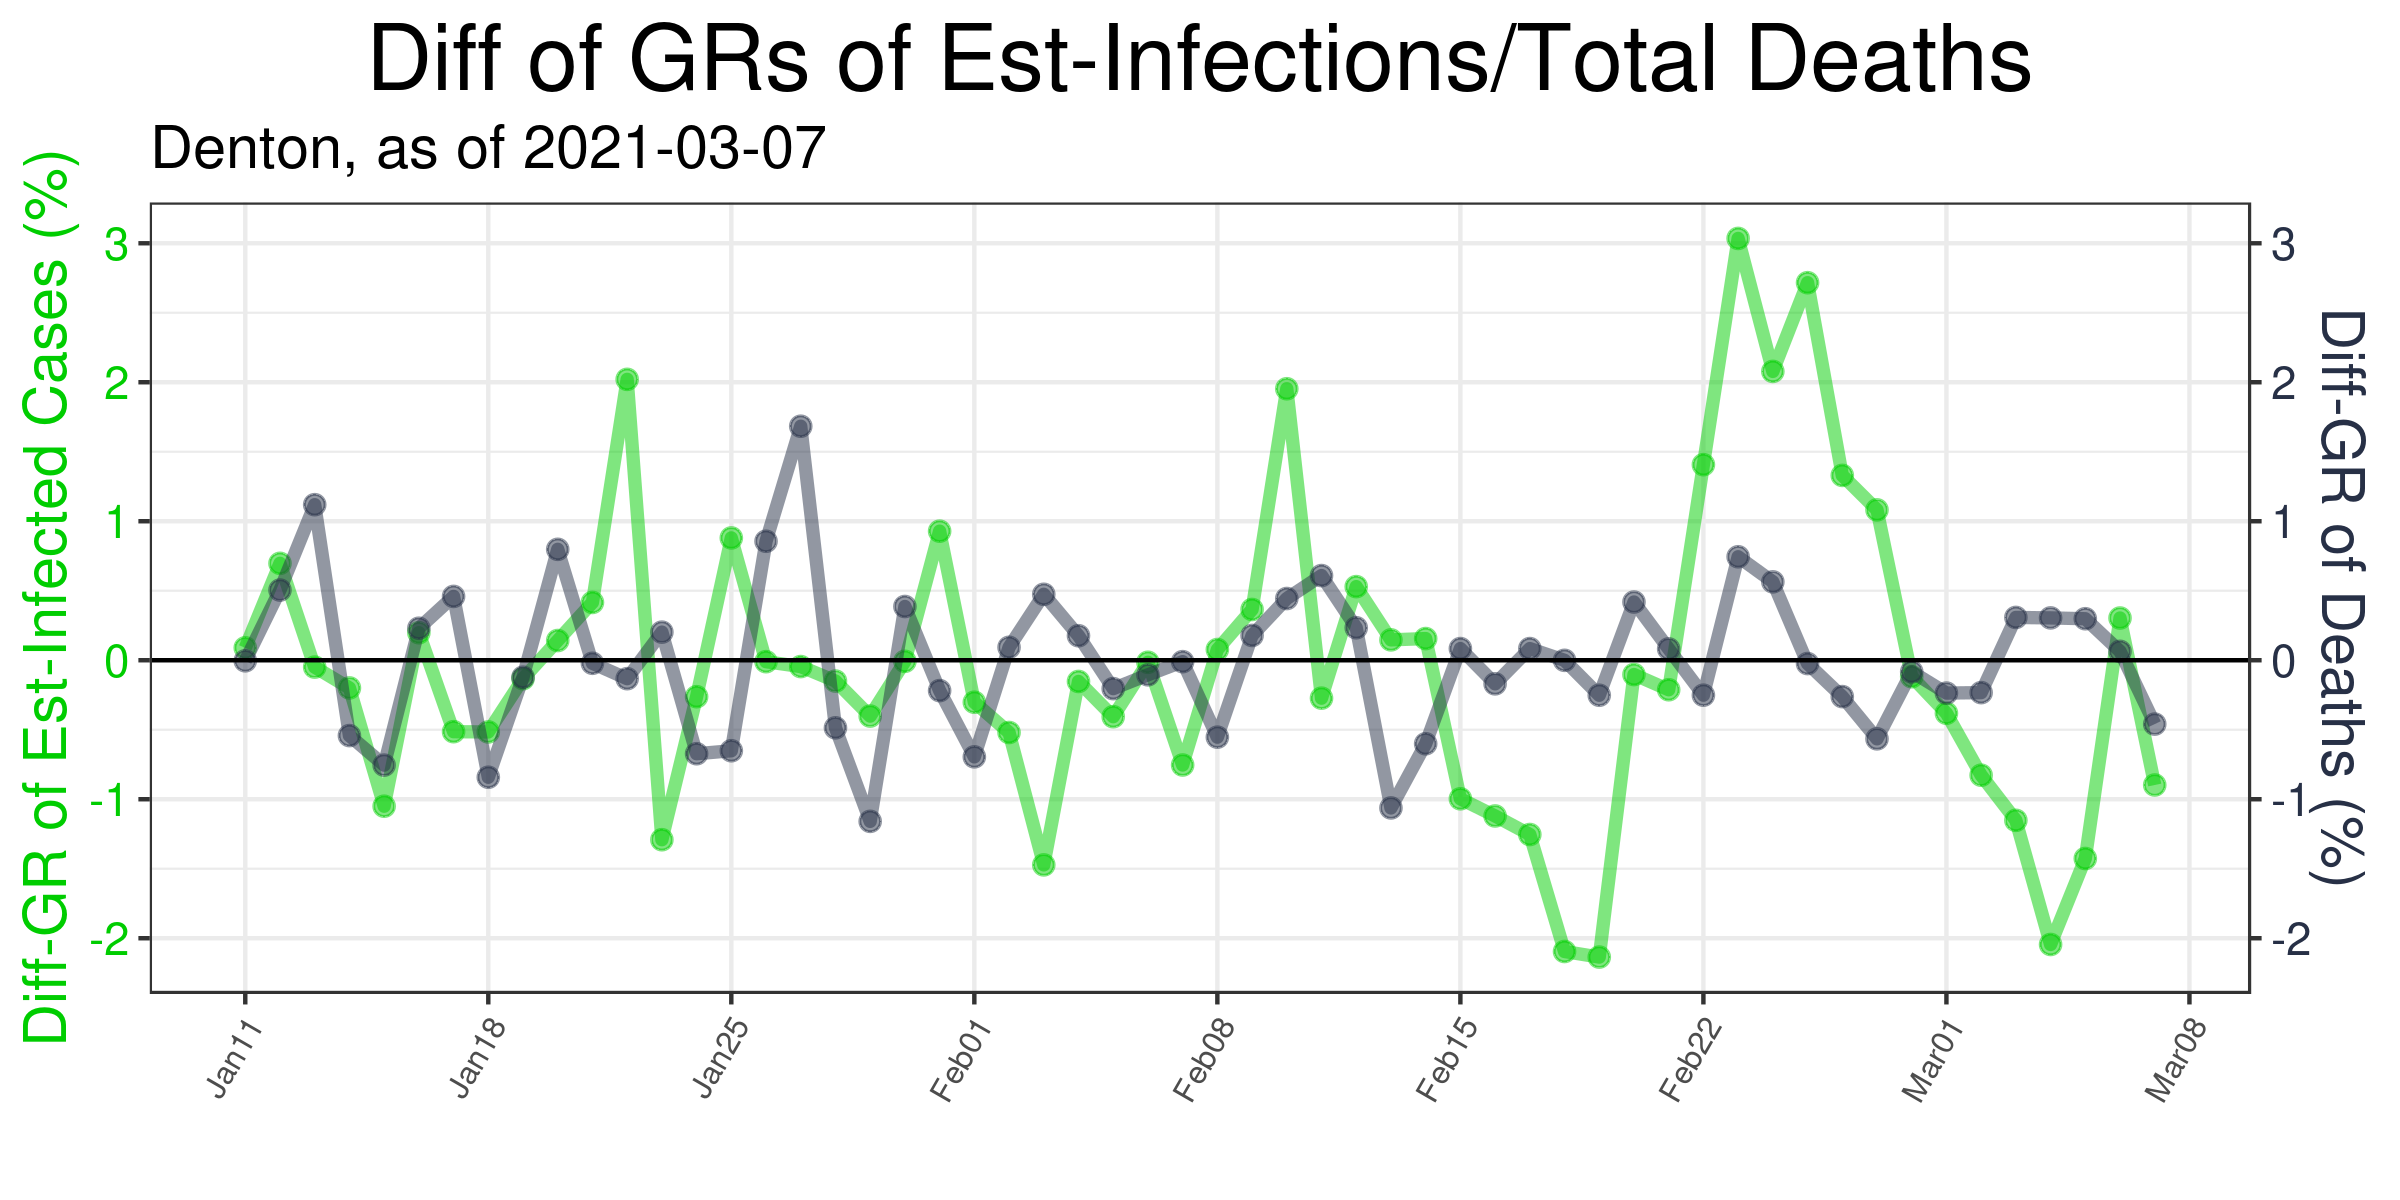 Diff of GRs of Est-Infections/Total Deaths
Denton, as of 2021-03-07
Diff-GR of Est-Infected Cases (%)
3
2
1
0
-1
-2
3
2
1
0
-1
-2
Diff-GR of Deaths (%)
Jan11
Jan18
Jan25
Feb01
Feb08
Feb15
Feb22
Mar01
Mar08